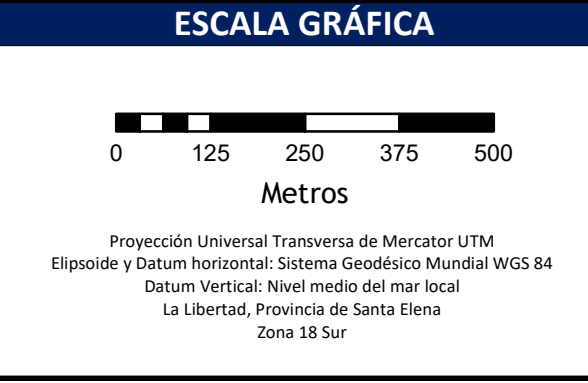 ESCALA GRÁFICA
0 125 250 375 500
Metros
Proyección Universal Transversa de Mercator UTM
Elipsoide y Datum horizontal: Sistema Geodésico Mundial WGS 84
Datum Vertical: Nivel medio del mar local
La Libertad, Provincia de Santa Elena
Zona 18 Sur